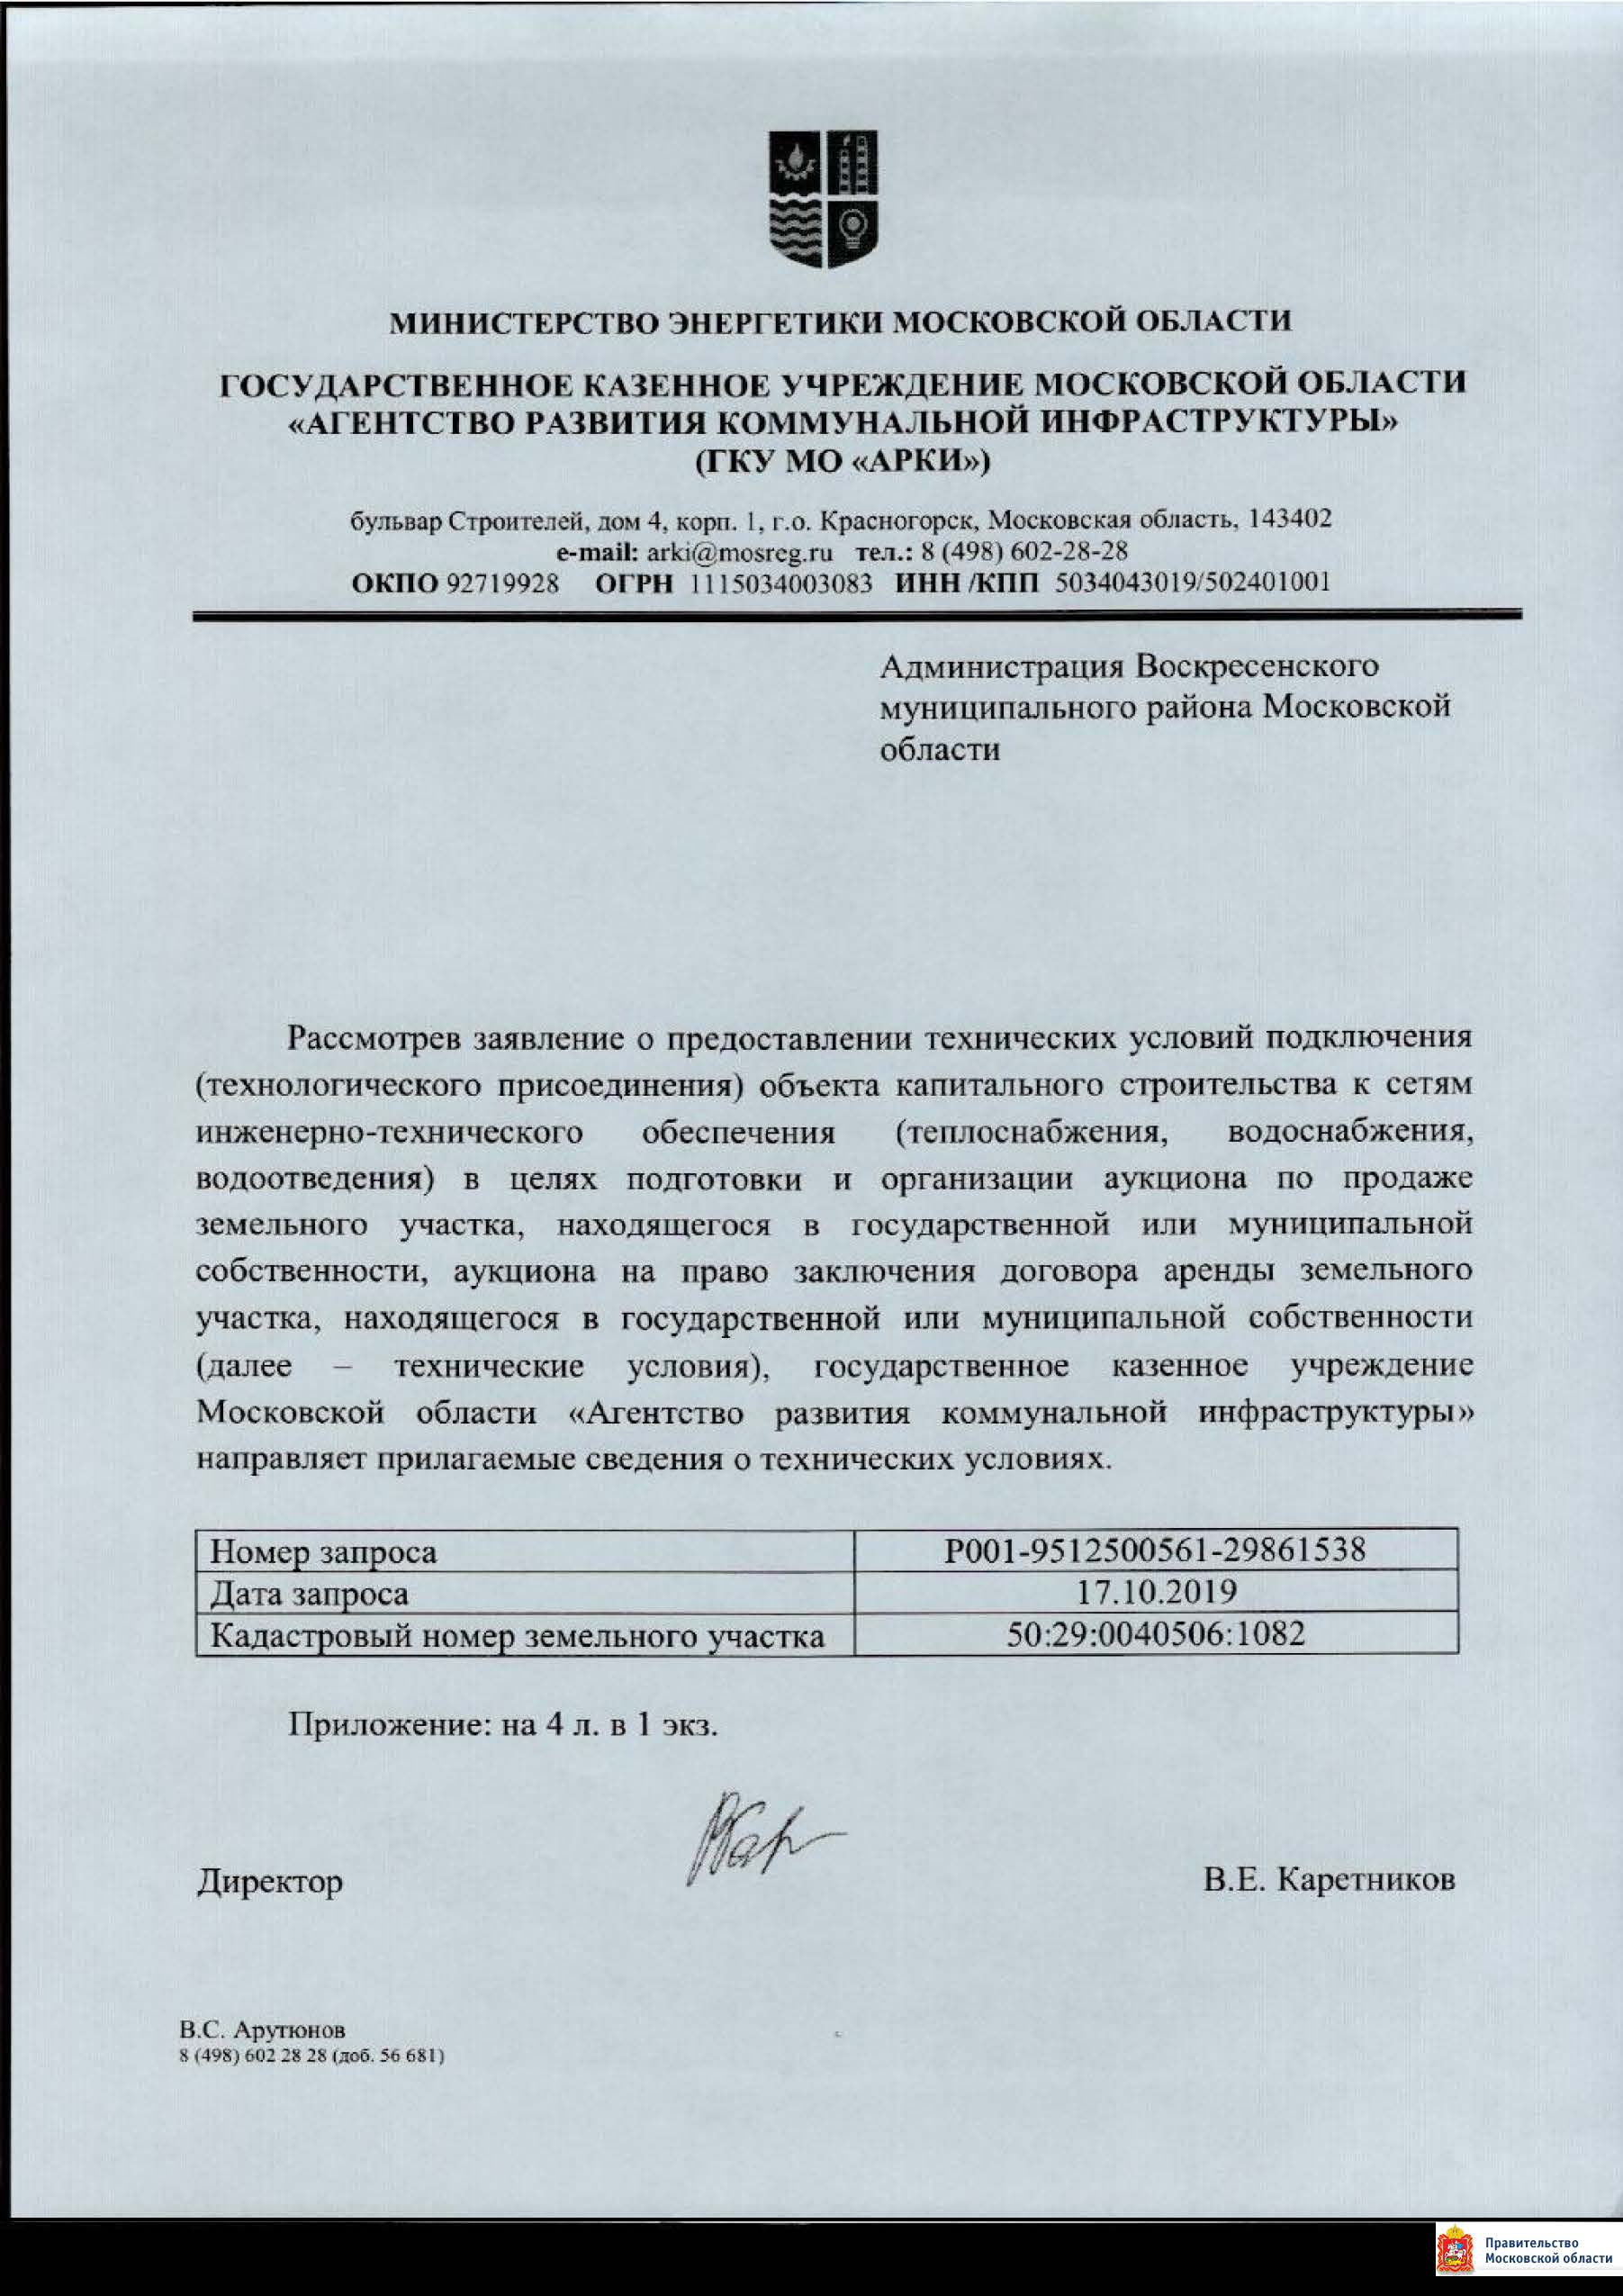 МИНИСТЕРСТВО ЭНЕРГЕТИКИ МОСКОВСКОЙ ОБЛАСТИ
ГОСУДАРСТВЕННОЕ КАЗЕННОЕ УЧРЕЖДЕНИЕ МОСКОВСКОЙ ОБЛАСТИ
«АГЕНТСТВО РАЗВИТИЯ КОММУНАЛЬНОЙ ИНФРАСТРУКТУРЫ»
(ГКУ МО «АРКИ»)
бульвар Строителей, дом 4, корп. 1, г.о. Красногорск, Московская область, 143402
e-mail: arki@mosreg.ru тел.: 8 (498) 602-28-28
ОКПО 92719928 ОГРН 1115034003083 ИНН /КПП 5034043019/502401001
Администрация Воскресенского
муниципального района Московской
области
Рассмотрев заявление о предоставлении технических условий подключения
(технологического присоединения) объекта капитального строительства к сетям
инженерно-технического обеспечения (теплоснабжения, водоснабжения,
водоотведения) в целях подготовки и организации аукциона по продаже
земельного участка, находящегося в государственной или муниципальной
собственности, аукциона на право заключения договора аренды земельного
участка, находящегося в государственной или муниципальной собственности
(далее – технические условия), государственное казенное учреждение
Московской области «Агентство развития коммунальной инфраструктуры»
направляет прилагаемые сведения о технических условиях.
Номер запроса P001-9512500561-29861538
Дата запроса 17.10.2019
Кадастровый номер земельного участка 50:29:0040506:1082
Приложение: на 4 л. в 1 экз.
Директор В.Е. Каретников
В.С. Арутюнов
8 (498) 602 28 28 (доб. 56 681)
Правительство
Московской области